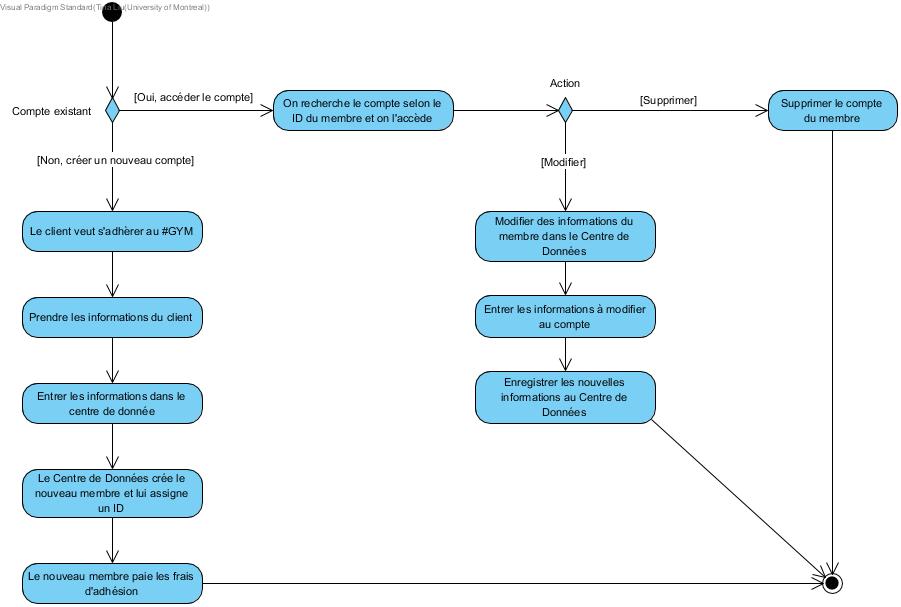 Visual Paradigm Standard(Tina Liu(University of Montreal))
Action
[Oui, accéder le compte]
[Supprimer]
Compte existant
On recherche le compte selon le
ID du membre et on l'accède
Supprimer le compte
du membre
[Non, créer un nouveau compte]
[Modifier]
Le client veut s'adhérer au #GYM
Modifier des informations du
membre dans le Centre de
Données
Prendre les informations du client
Entrer les informations à modifier
au compte
Entrer les informations dans le
centre de donnée
Enregistrer les nouvelles
informations au Centre de
Données
Le Centre de Données crée le
nouveau membre et lui assigne
un ID
Le nouveau membre paie les frais
d'adhésion